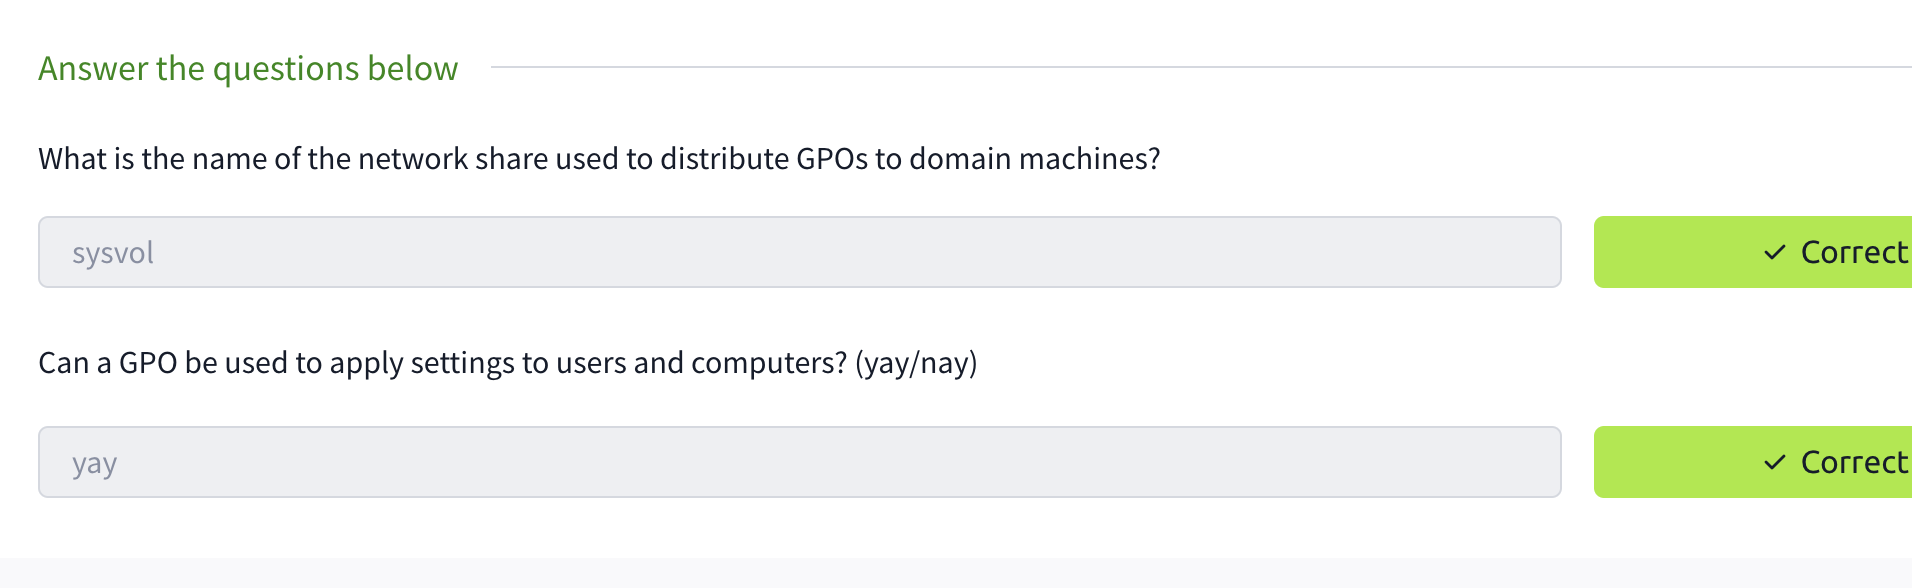 Answer the questions below
What is the name of the network share used to distribute GPOs to domain machines?
sysvol
✓ Correct
Can a GPO be used to apply settings to users and computers? (yay/nay)
yay
✓ Correct